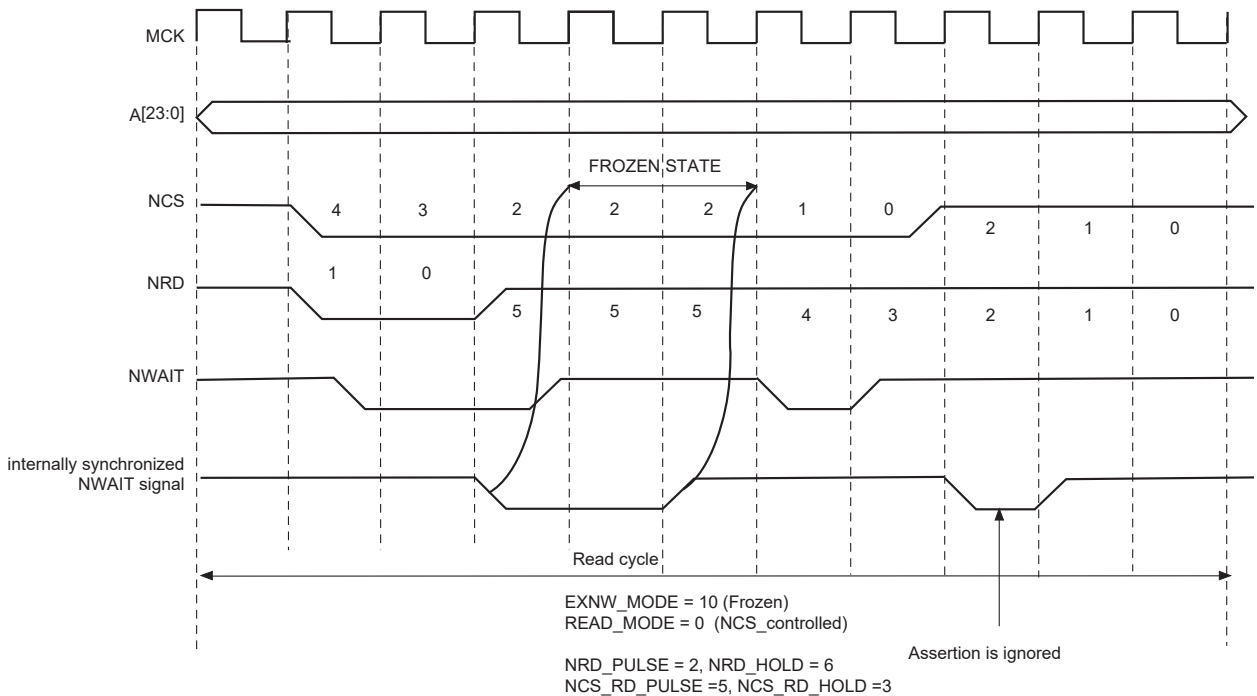 MCK
A[23:0]
FROZEN STATE
NCS
4 3 2 2 2 1 0
2 1 0
NRD
1 0
5 5 5 4 3 2 1 0
NWAIT
internally synchronized
NWAIT signal
Read cycle
EXNW_MODE = 10 (Frozen)
READ_MODE = 0 (NCS_controlled)
Assertion is ignored
NRD_PULSE = 2, NRD_HOLD = 6
NCS_RD_PULSE =5, NCS_RD_HOLD =3